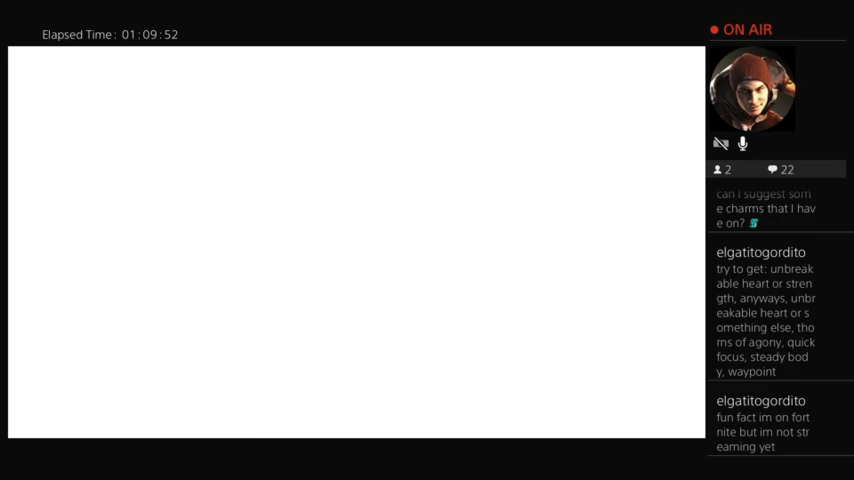 Elapsed Time: 01:09:52
ON AIR
2 22
can i suggest som
e charms that I hav
e on?
elgatitogordito
try to get: unbreak
able heart or stren
gth, anyways, unbr
eakable heart or s
omething else, tho
rns of agony, quick
focus, steady bod
y, waypoint
elgatitogordito
fun fact im on fort
nite but im not str
eaming yet